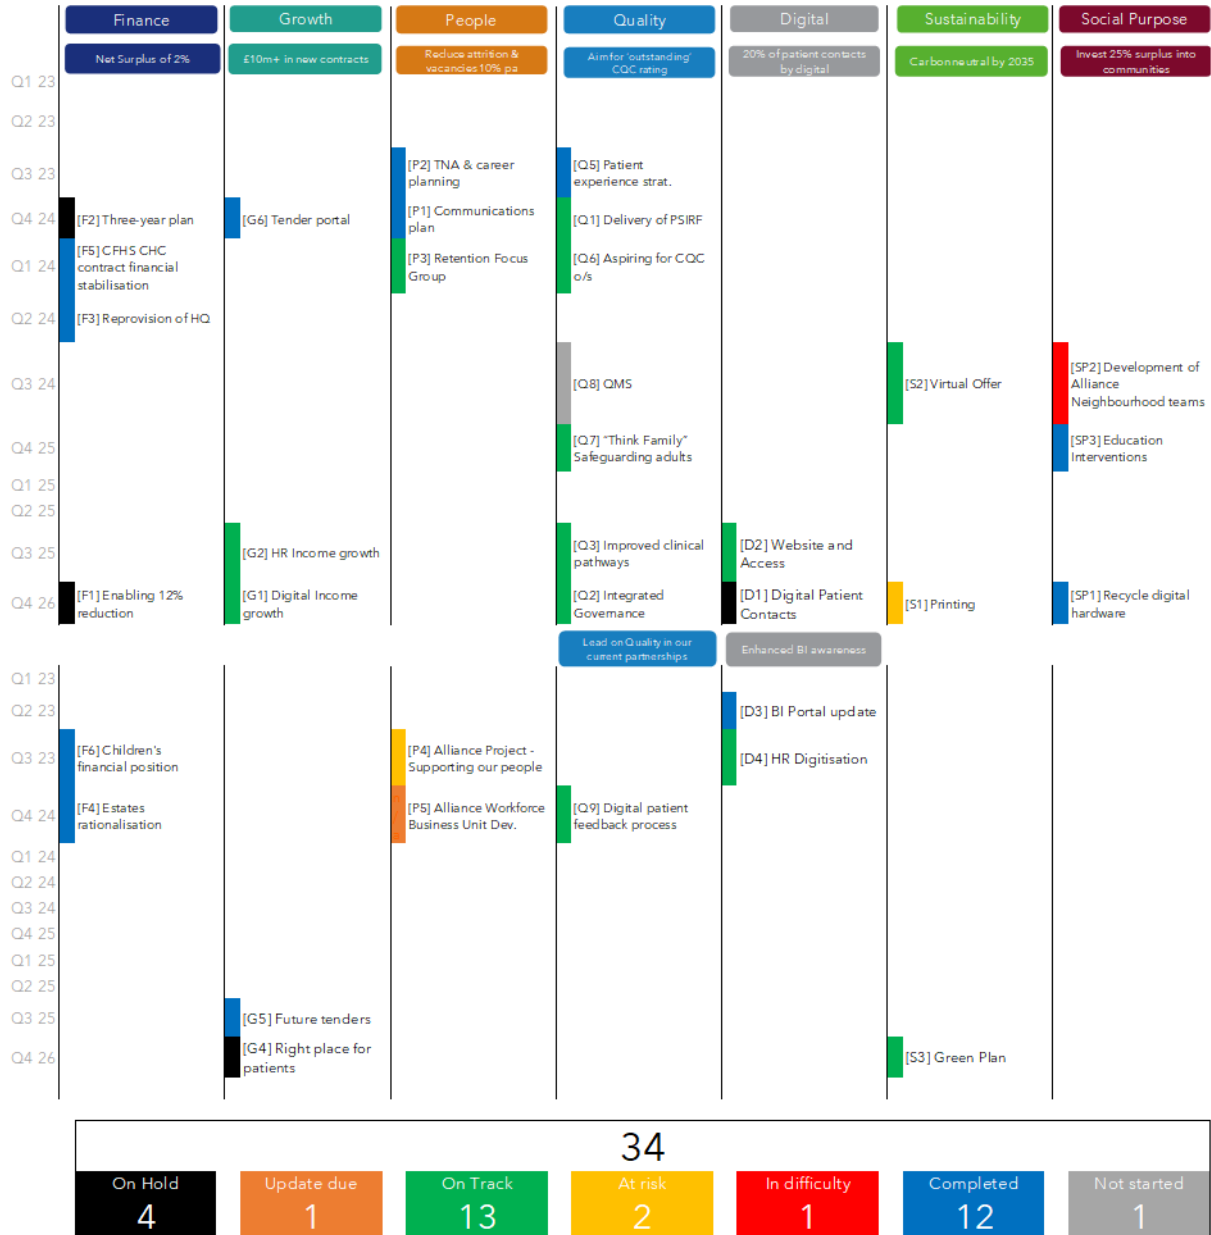 Finance
Growth
People
Quality
Digital
Sustainability
Social Purpose
Net Surplus of 2%
£10m+ in new contracts
Reduce attrition &
vacancies 10% pa
Aim for ‘outstanding’
CQC rating
20% of patient contacts
by digital
Carbon neutral by 2035
Invest 25% surplus into
communities
Q1 23
Q2 23
Q3 23
[P2] TNA & career
planning
[Q5] Patient
experience strat.
Q4 24
[F2] Three-year plan
[G6] Tender portal
[P1] Communications
plan
[Q1] Delivery of PSIRF
Q1 24
[F5] CFHS CHC
contract financial
stabilisation
[P3] Retention Focus
Group
[Q6] Aspiring for CQC
o/s
Q2 24
[F3] Reprovision of HQ
Q3 24
[Q8] QMS
[S2] Virtual Offer
[SP2] Development of
Alliance
Neighbourhood teams
Q4 25
[Q7] “Think Family”
Safeguarding adults
[SP3] Education
Interventions
Q1 25
Q2 25
Q3 25
[G2] HR Income growth
[Q3] Improved clinical
pathways
[D2] Website and
Access
Q4 26
[F1] Enabling 12%
reduction
[G1] Digital Income
growth
[Q2] Integrated
Governance
[D1] Digital Patient
Contacts
[S1] Printing
[SP1] Recycle digital
hardware
Lead on Quality in our
current partnerships
Enhanced BI awareness
Q1 23
Q2 23
[D3] BI Portal update
Q3 23
[F6] Children's
financial position
[P4] Alliance Project -
Supporting our people
[D4] HR Digitisation
Q4 24
[F4] Estates
rationalisation
n/a
[P5] Alliance Workforce
Business Unit Dev.
[Q9] Digital patient
feedback process
Q1 24
Q2 24
Q3 24
Q4 25
Q1 25
Q2 25
Q3 25
[G5] Future tenders
Q4 26
[G4] Right place for
patients
[S3] Green Plan
34
On Hold
4
Update due
1
On Track
13
At risk
2
In difficulty
1
Completed
12
Not started
1